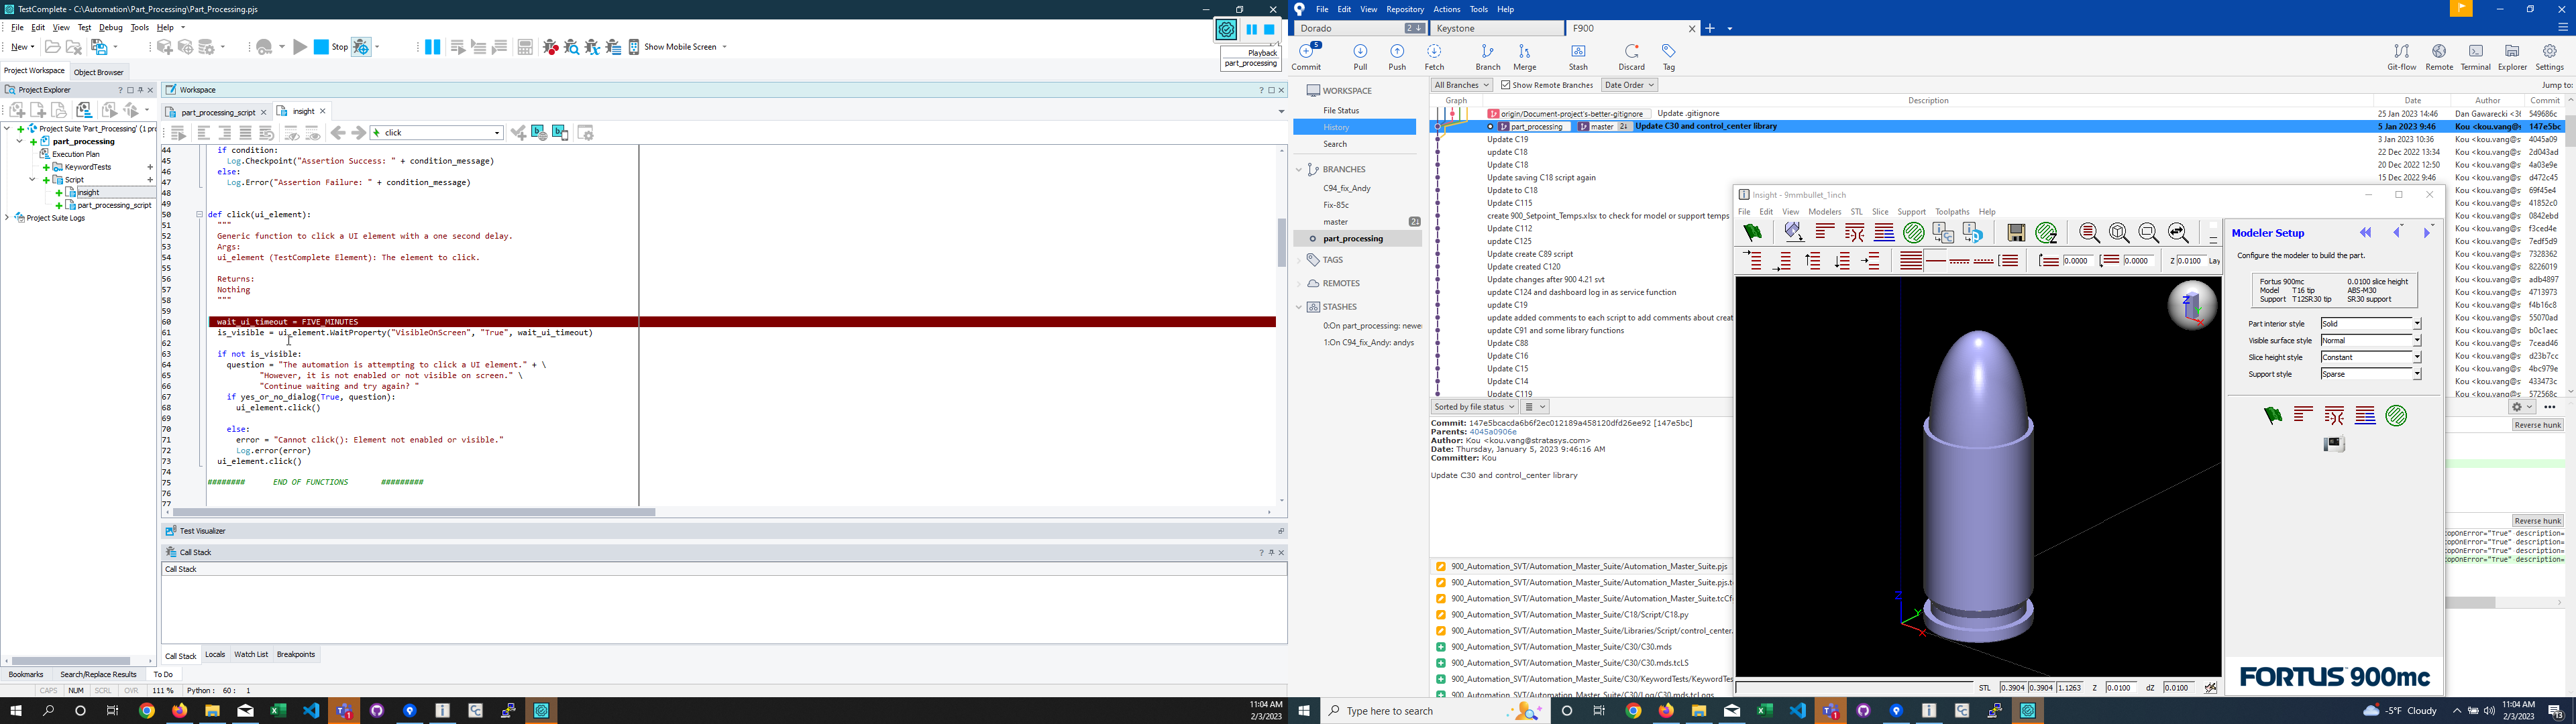 TestComplete - C:\Automation\Part_Processing\Part_Processing.pjs
File Edit View Test Debug Tools Help
New
Stop
Show Mobile Screen
Playback
part_processing
Project Workspace
Object Browser
Project Explorer
Project Suite 'Part_Processing' (1 pro
part_processing
Execution Plan
KeywordTests
Script
insight
part_processing_script
Project Suite Logs
Workspace
part_processing_script
insight
click
44 if condition:
45 Log.Checkpoint("Assertion Success: " + condition_message)
46 else:
47 Log.Error("Assertion Failure: " + condition_message)
48
49
50 def click(ui_element):
51 """
52 Generic function to click a UI element with a one second delay.
53 Args:
54 ui_element (TestComplete Element): The element to click.
55
56 Returns:
57 Nothing
58 """
59
60 wait_ui_timeout = FIVE_MINUTES
61 is_visible = ui_element.WaitProperty("VisibleOnScreen", "True", wait_ui_timeout)
62
63 if not is_visible:
64 question = "The automation is attempting to click a UI element." + \
65 "However, it is not enabled or not visible on screen." \
66 "Continue waiting and try again? "
67 if yes_or_no_dialog(True, question):
68 ui_element.click()
69
70 else:
71 error = "Cannot click(): Element not enabled or visible."
72 Log.error(error)
73 ui_element.click()
74
75 ######## END OF FUNCTIONS #########
76
77
Test Visualizer
Call Stack
Call Stack
Call Stack Locals Watch List Breakpoints
Bookmarks Search/Replace Results To Do
CAPS NUM SCRL OVR 111 % Python : 60 : 1
11:04 AM
2/3/2023
File Edit View Repository Actions Tools Help
Dorado 2
Keystone
F900
5
Commit Pull Push Fetch Branch Merge Stash Discard Tag
Git-flow Remote Terminal Explorer Settings
WORKSPACE
File Status
History
Search
BRANCHES
C94_fix_Andy
Fix-85c
master 2
part_processing
TAGS
REMOTES
STASHES
0:On part_processing: newe
1:On C94_fix_Andy: andys
All Branches Show Remote Branches Date Order
Jump to:
Graph Description Date Author Commit
origin/Document-project's-better-gitignore Update .gitignore 25 Jan 2023 14:46 Dan Gawarecki <36 549686c
part_processing master 2 Update C30 and control_center library 5 Jan 2023 9:46 Kou <kou.vang@s 147e5bc
Update C19 3 Jan 2023 10:36 Kou <kou.vang@s 4045a09
update C18 22 Dec 2022 13:34 Kou <kou.vang@s 2d043ad
Update C18 20 Dec 2022 12:50 Kou <kou.vang@s 4a03e9e
Update saving C18 script again 15 Dec 2022 9:46 Kou <kou.vang@s d472c45
Update to C18 Kou <kou.vang@s 69f45e4
Update C115 Kou <kou.vang@s 41852c0
create 900_Setpoint_Temps.xlsx to check for model or support temps Kou <kou.vang@s 0842ebd
Update C112 Kou <kou.vang@s f3ced4e
update C125 Kou <kou.vang@s 7edf5d9
Update create C89 script Kou <kou.vang@s 7328362
Update created C120 Kou <kou.vang@s 8226019
Update changes after 900 4.21 svt Kou <kou.vang@s adb4897
update C124 and dashboard log in as service function Kou <kou.vang@s 4713973
update C19 Kou <kou.vang@s f4b16c8
update added comments to each script to add comments about creat Kou <kou.vang@s 55070ad
update C91 and some library functions Kou <kou.vang@s b0c1aec
Update C88 Kou <kou.vang@s 7cead46
Update C16 Kou <kou.vang@s d23b7cc
Update C15 Kou <kou.vang@s 4bc979e
Update C14 Kou <kou.vang@s 433473c
Update C119 Kou <kou.vang@s 572568c
Sorted by file status
Commit: 147e5bcacda6b6f2ec012189a458120dfd26ee92 [147e5bc]
Parents: 4045a0906e
Author: Kou <kou.vang@stratasys.com>
Date: Thursday, January 5, 2023 9:46:16 AM
Committer: Kou
Update C30 and control_center library
900_Automation_SVT/Automation_Master_Suite/Automation_Master_Suite.pjs
900_Automation_SVT/Automation_Master_Suite/Automation_Master_Suite.pjs.t
900_Automation_SVT/Automation_Master_Suite/Automation_Master_Suite.tcCf
900_Automation_SVT/Automation_Master_Suite/C18/Script/C18.py
900_Automation_SVT/Automation_Master_Suite/Libraries/Script/control_center.
900_Automation_SVT/Automation_Master_Suite/C30/C30.mds
900_Automation_SVT/Automation_Master_Suite/C30/C30.mds.tcLS
900_Automation_SVT/Automation_Master_Suite/C30/KeywordTests/KeywordTes
900_Automation_SVT/Automation_Master_Suite/C30/Log/C30.mds.tcLogs
Reverse hunk
Reverse hunk
topOnError="True" description=
topOnError="True" description=
topOnError="True" description=
topOnError="True" description=
Insight - 9mmbullet_1inch
File Edit View Modelers STL Slice Support Toolpaths Help
0.0000 0.0000 Z 0.0100 Lay
Z
X
Z
Y
X
Modeler Setup
Configure the modeler to build the part.
Fortus 900mc 0.0100 slice height
Model T16 tip ABS-M30
Support T12SR30 tip SR30 support
Part interior style Solid
Visible surface style Normal
Slice height style Constant
Support style Sparse
FORTUS 900mc
STL 0.3904 0.3904 1.1263 Z 0.0100 dZ 0.0100
Type here to search
-5°F Cloudy
11:04 AM
2/3/2023
13